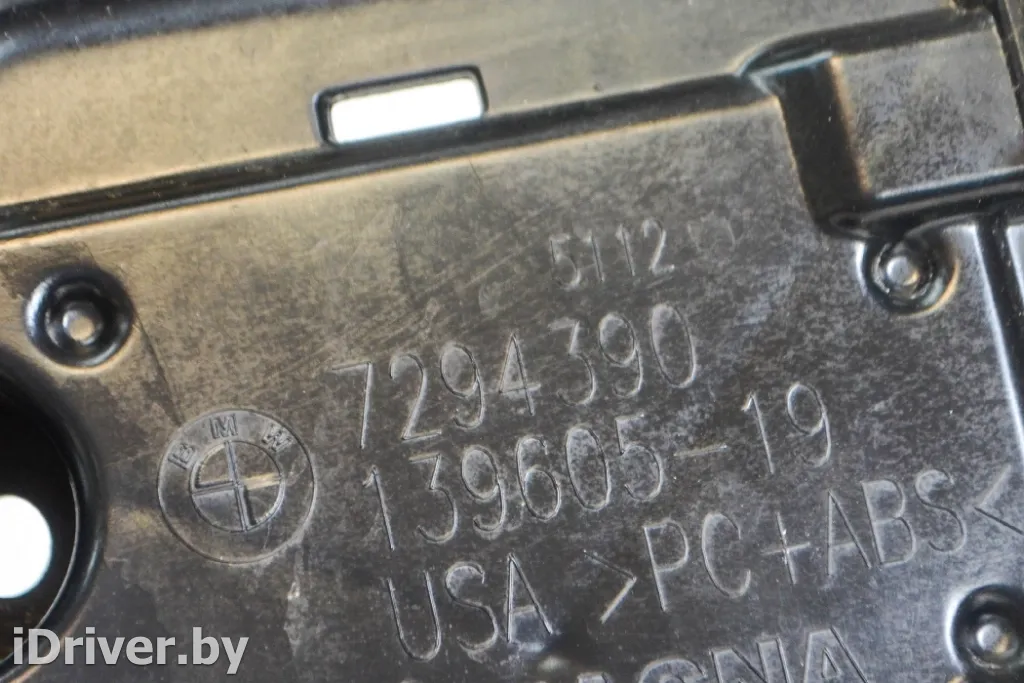 5112
7294390
BMW
139605-19
USA >PC+ABS<
iDriver.by